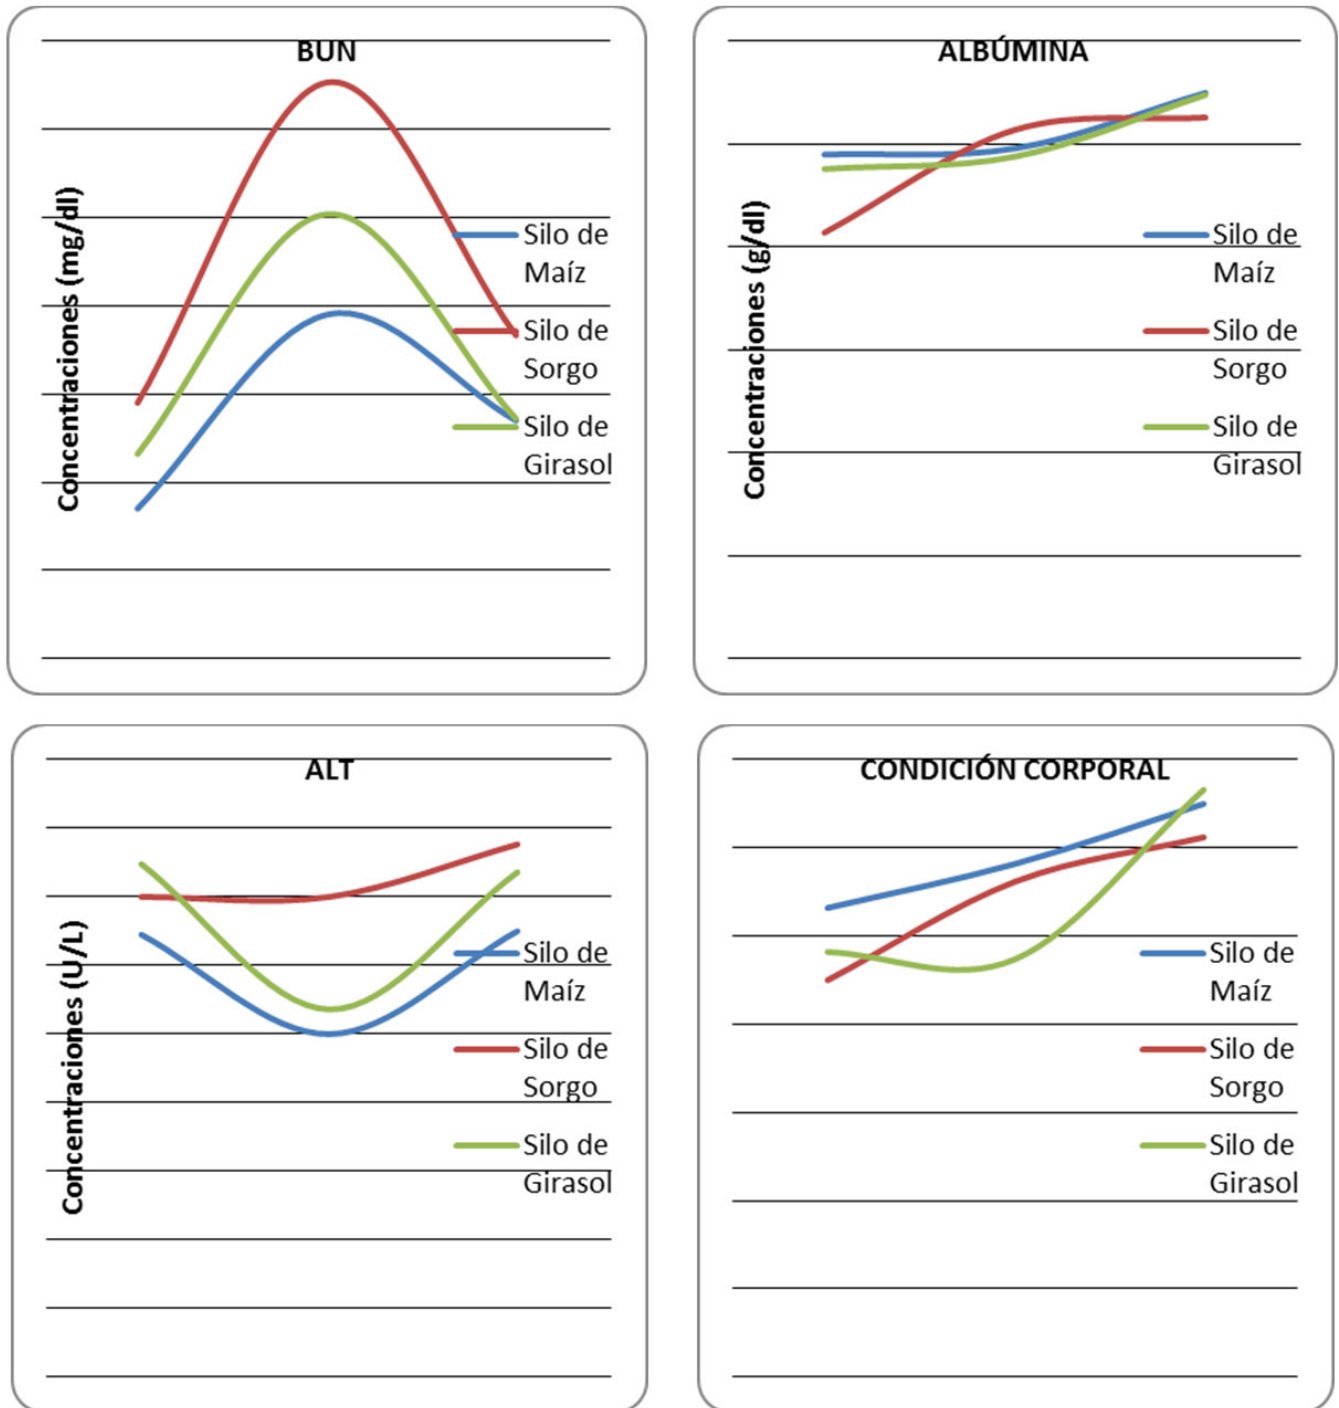 BUN
Concentraciones (mg/dl)
Silo de
Maíz
Silo de
Sorgo
Silo de
Girasol
ALBÚMINA
Concentraciones (g/dl)
Silo de
Maíz
Silo de
Sorgo
Silo de
Girasol
ALT
Concentraciones (U/L)
Silo de
Maíz
Silo de
Sorgo
Silo de
Girasol
CONDICIÓN CORPORAL
Silo de
Maíz
Silo de
Sorgo
Silo de
Girasol